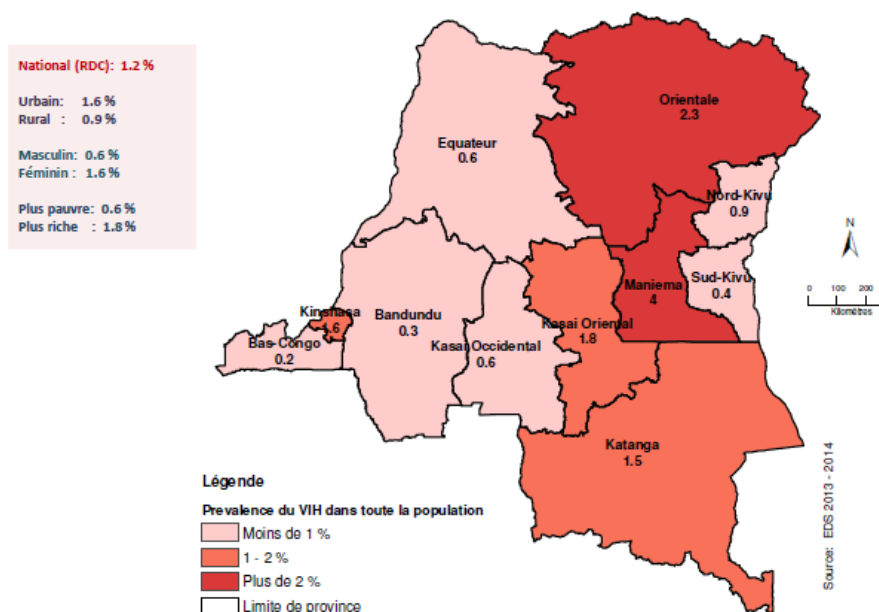 National (RDC): 1.2 %
Urbain: 1.6 %
Rural : 0.9 %
Masculin: 0.6 %
Féminin : 1.6 %
Plus pauvre: 0.6 %
Plus riche : 1.8 %
Orientale
2.3
Equateur
0.6
Nord-Kivu
0.9
N
Sud-Kivu
0.4
Maniema
4
0 100 200
Kilomètres
Kinshasa
1.6
Bandundu
0.3
Kasai Oriental
1.8
Bas-Congo
0.2
Kasai Occidental
0.6
Katanga
1.5
Source: EDS 2013 - 2014
Légende
Prevalence du VIH dans toute la population
Moins de 1 %
1 - 2 %
Plus de 2 %
Limite de province